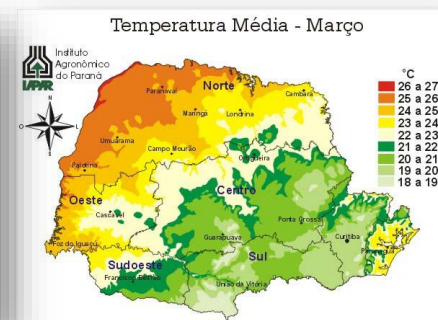 Temperatura Média - Março
Instituto
Agronômico
do Paraná
IAPAR
N
Norte
Paranavaí
Cambará
Maringá
Londrina
Umuarama
Campo Mourão
Palotina
Ortigueira
Oeste
Centro
Cascavel
Ponta Grossa
Foz do Iguaçu
Guarapuava
Curitiba
Sudoeste
Sul
Francisco Beltrão
União da Vitória
°C
26 a 27
25 a 26
24 a 25
23 a 24
22 a 23
21 a 22
20 a 21
19 a 20
18 a 19